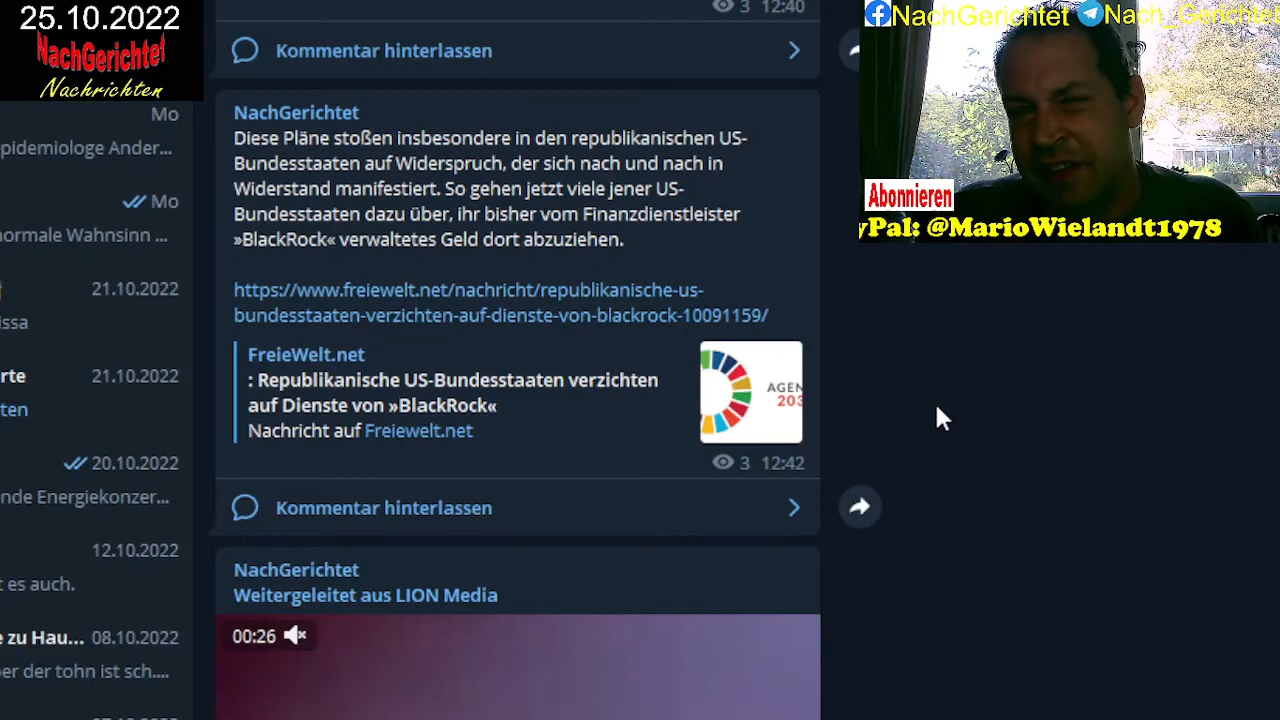 25.10.2022
NachGerichtet
Nachrichten
Mo
pidemiologe Ander...
Mo
normale Wahnsinn ...
21.10.2022
issa
rte
21.10.2022
ten
20.10.2022
nde Energiekonzer...
12.10.2022
t es auch.
e zu Hau...
08.10.2022
er der tohn ist sch....
3 12:40
Kommentar hinterlassen
NachGerichtet
Diese Pläne stoßen insbesondere in den republikanischen US-
Bundesstaaten auf Widerspruch, der sich nach und nach in
Widerstand manifestiert. So gehen jetzt viele jener US-
Bundesstaaten dazu über, ihr bisher vom Finanzdienstleister
»BlackRock« verwaltetes Geld dort abzuziehen.
https://www.freiewelt.net/nachricht/republikanische-us-
bundesstaaten-verzichten-auf-dienste-von-blackrock-10091159/
FreieWelt.net
: Republikanische US-Bundesstaaten verzichten
auf Dienste von »BlackRock«
Nachricht auf Freiewelt.net
AGEN
203
3 12:42
Kommentar hinterlassen
NachGerichtet
Weitergeleitet aus LION Media
00:26
NachGerichtet
Nach_Gerichtet
Abonnieren
yPal: @MarioWielandt1978